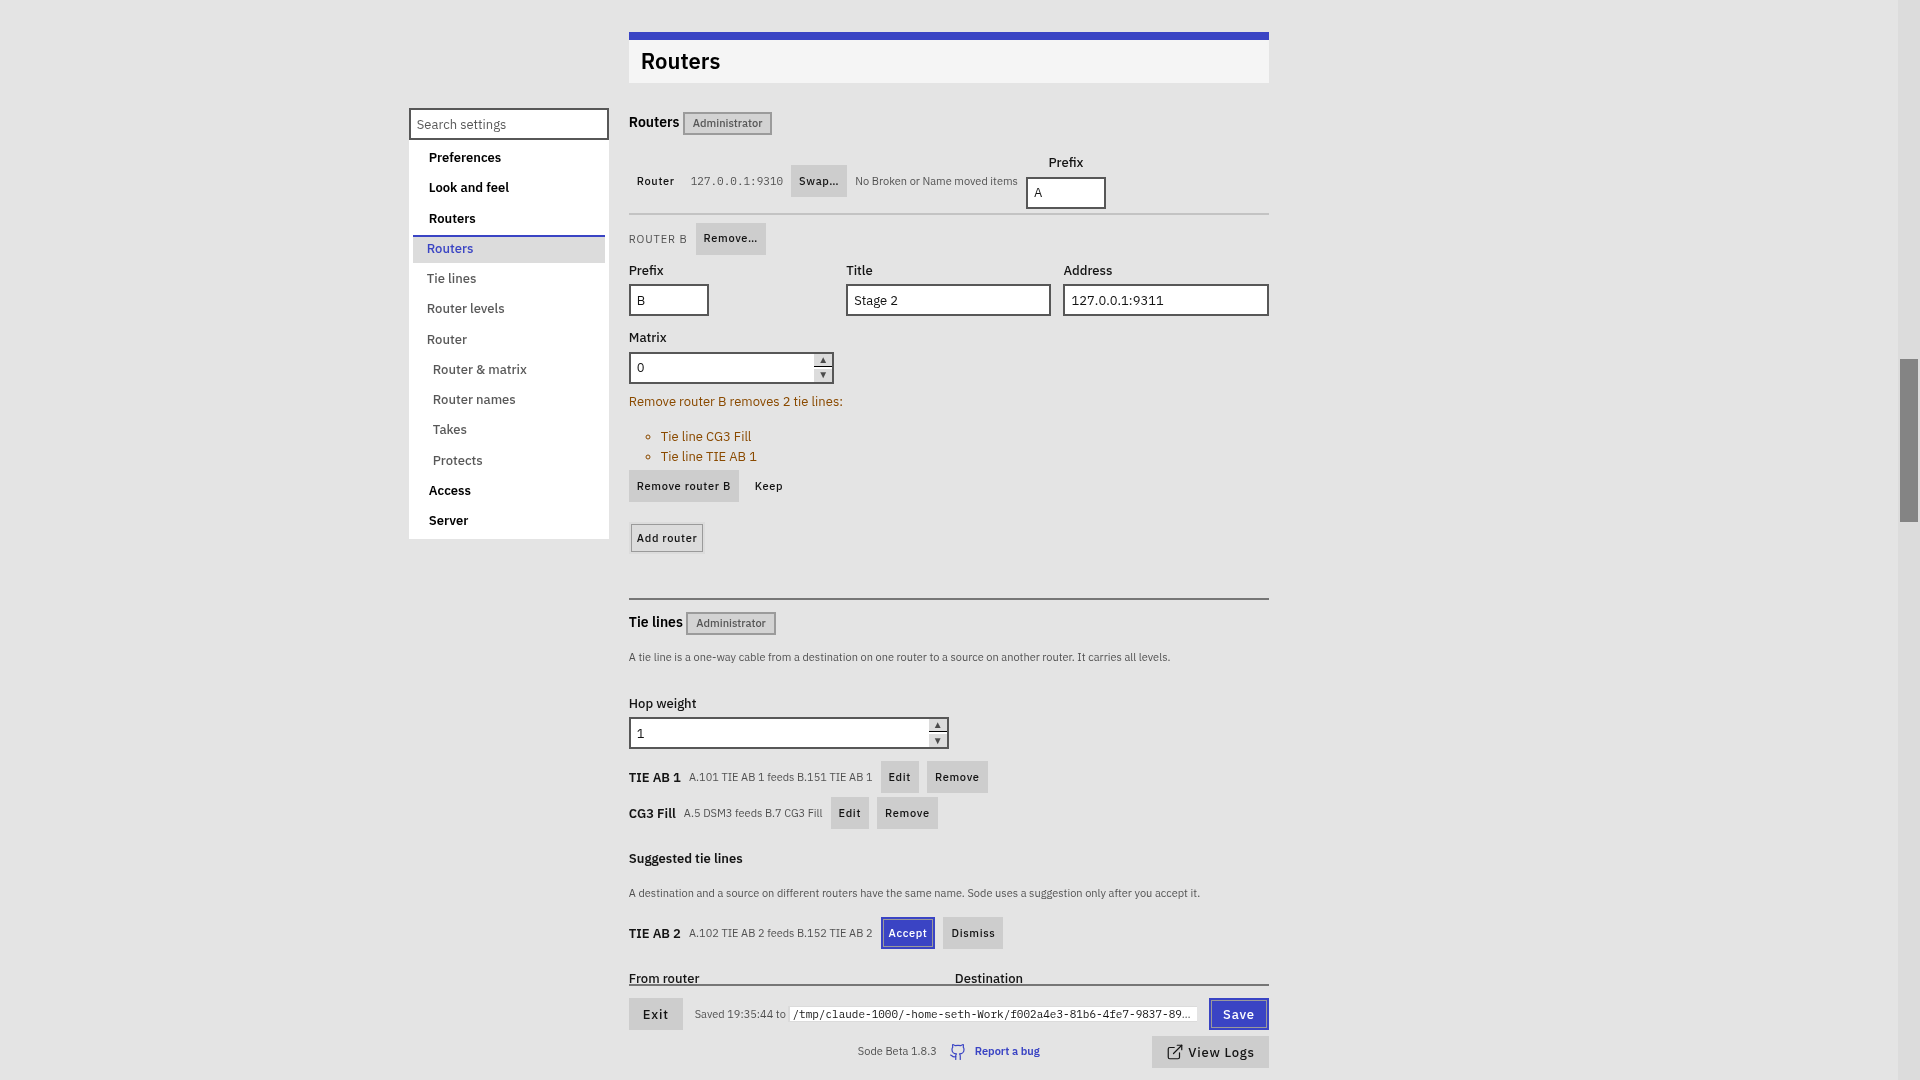 Routers
Search settings
Preferences
Look and feel
Routers
Routers
Tie lines
Router levels
Router
Router & matrix
Router names
Takes
Protects
Access
Server
Routers Administrator
Prefix
Router 127.0.0.1:9310 Swap... No Broken or Name moved items A
ROUTER B Remove...
Prefix Title Address
B Stage 2 127.0.0.1:9311
Matrix
0
Remove router B removes 2 tie lines:
Tie line CG3 Fill
Tie line TIE AB 1
Remove router B Keep
Add router
Tie lines Administrator
A tie line is a one-way cable from a destination on one router to a source on another router. It carries all levels.
Hop weight
1
TIE AB 1 A.101 TIE AB 1 feeds B.151 TIE AB 1 Edit Remove
CG3 Fill A.5 DSM3 feeds B.7 CG3 Fill Edit Remove
Suggested tie lines
A destination and a source on different routers have the same name. Sode uses a suggestion only after you accept it.
TIE AB 2 A.102 TIE AB 2 feeds B.152 TIE AB 2 Accept Dismiss
From router Destination
Exit Saved 19:35:44 to /tmp/claude-1000/-home-seth-Work/f002a4e3-81b6-4fe7-9837-89… Save
Sode Beta 1.8.3 Report a bug View Logs